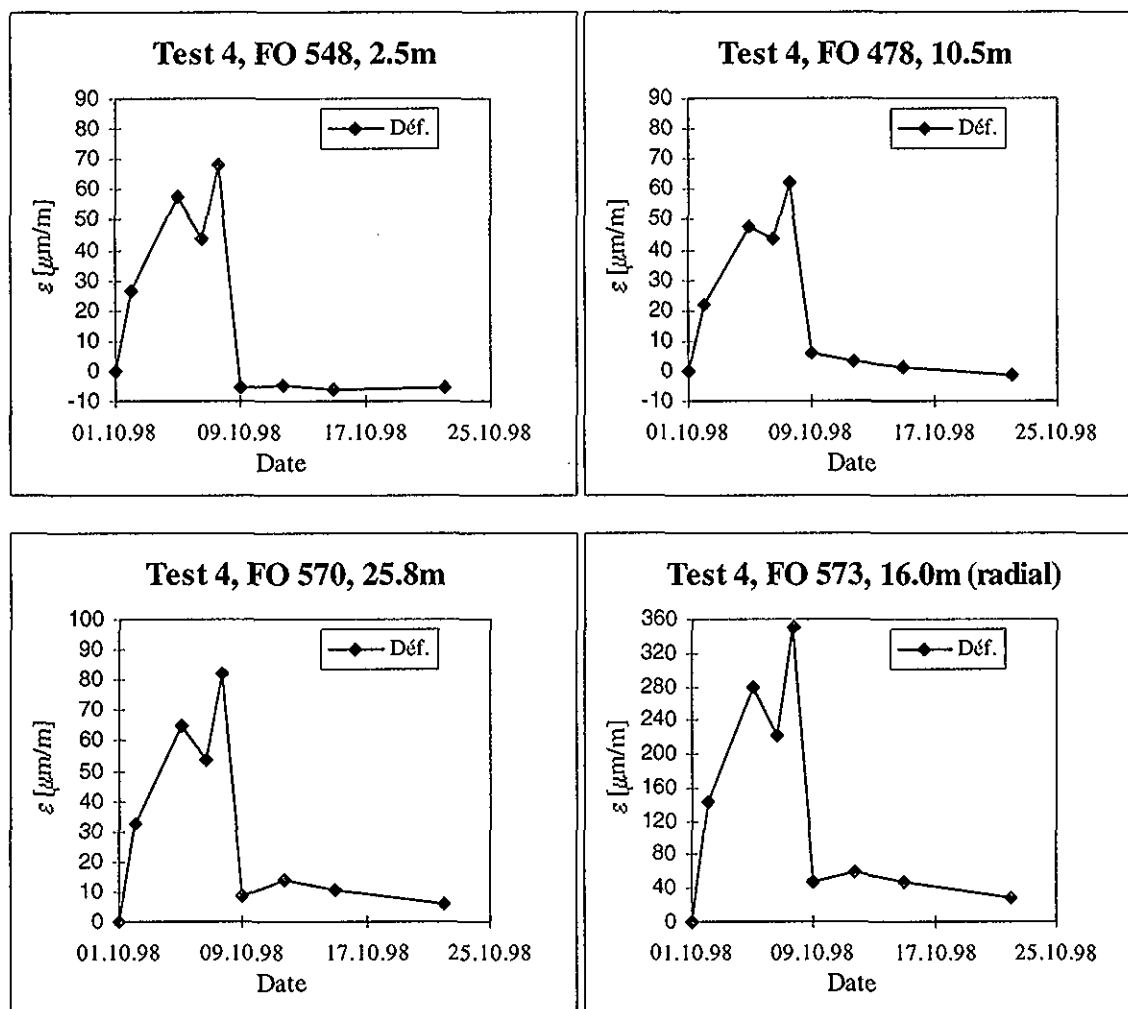 Test 4, FO 548, 2.5m
Déf.
ε [μm/m]
90
80
70
60
50
40
30
20
10
0
-10
01.10.98 09.10.98 17.10.98 25.10.98
Date
Test 4, FO 478, 10.5m
Déf.
ε [μm/m]
90
80
70
60
50
40
30
20
10
0
-10
01.10.98 09.10.98 17.10.98 25.10.98
Date
Test 4, FO 570, 25.8m
Déf.
ε [μm/m]
100
90
80
70
60
50
40
30
20
10
0
01.10.98 09.10.98 17.10.98 25.10.98
Date
Test 4, FO 573, 16.0m (radial)
Déf.
ε [μm/m]
360
320
280
240
200
160
120
80
40
0
01.10.98 09.10.98 17.10.98 25.10.98
Date